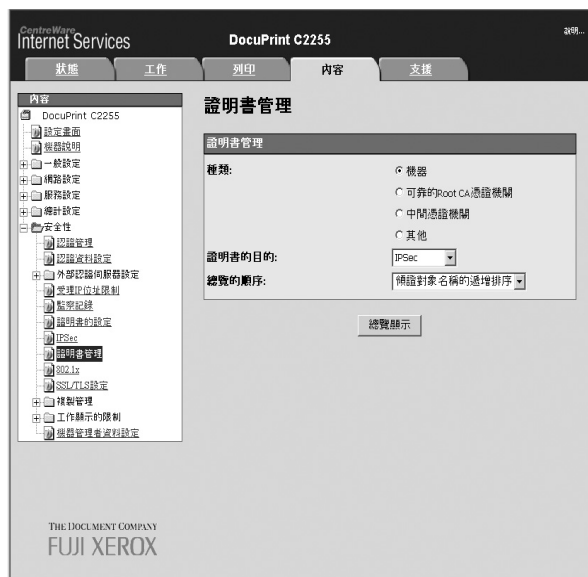 CentreWare
Internet Services
DocuPrint C2255
說明...
狀態
工作
列印
內容
支援
內容
DocuPrint C2255
設定畫面
機器說明
一般設定
網路設定
服務設定
總計設定
安全性
認證管理
認證資料設定
外部認證伺服器設定
受理IP位址限制
監察記錄
證明書的設定
IPSec
證明書管理
802.1x
SSL/TLS設定
複製管理
工作顯示的限制
機器管理者資料設定
證明書管理
證明書管理
種類:
機器
可靠的Root CA憑證機關
中間憑證機關
其他
證明書的目的:
IPSec
總覽的順序:
領證對象名稱的遞增排序
總覽顯示
THE DOCUMENT COMPANY
FUJI XEROX